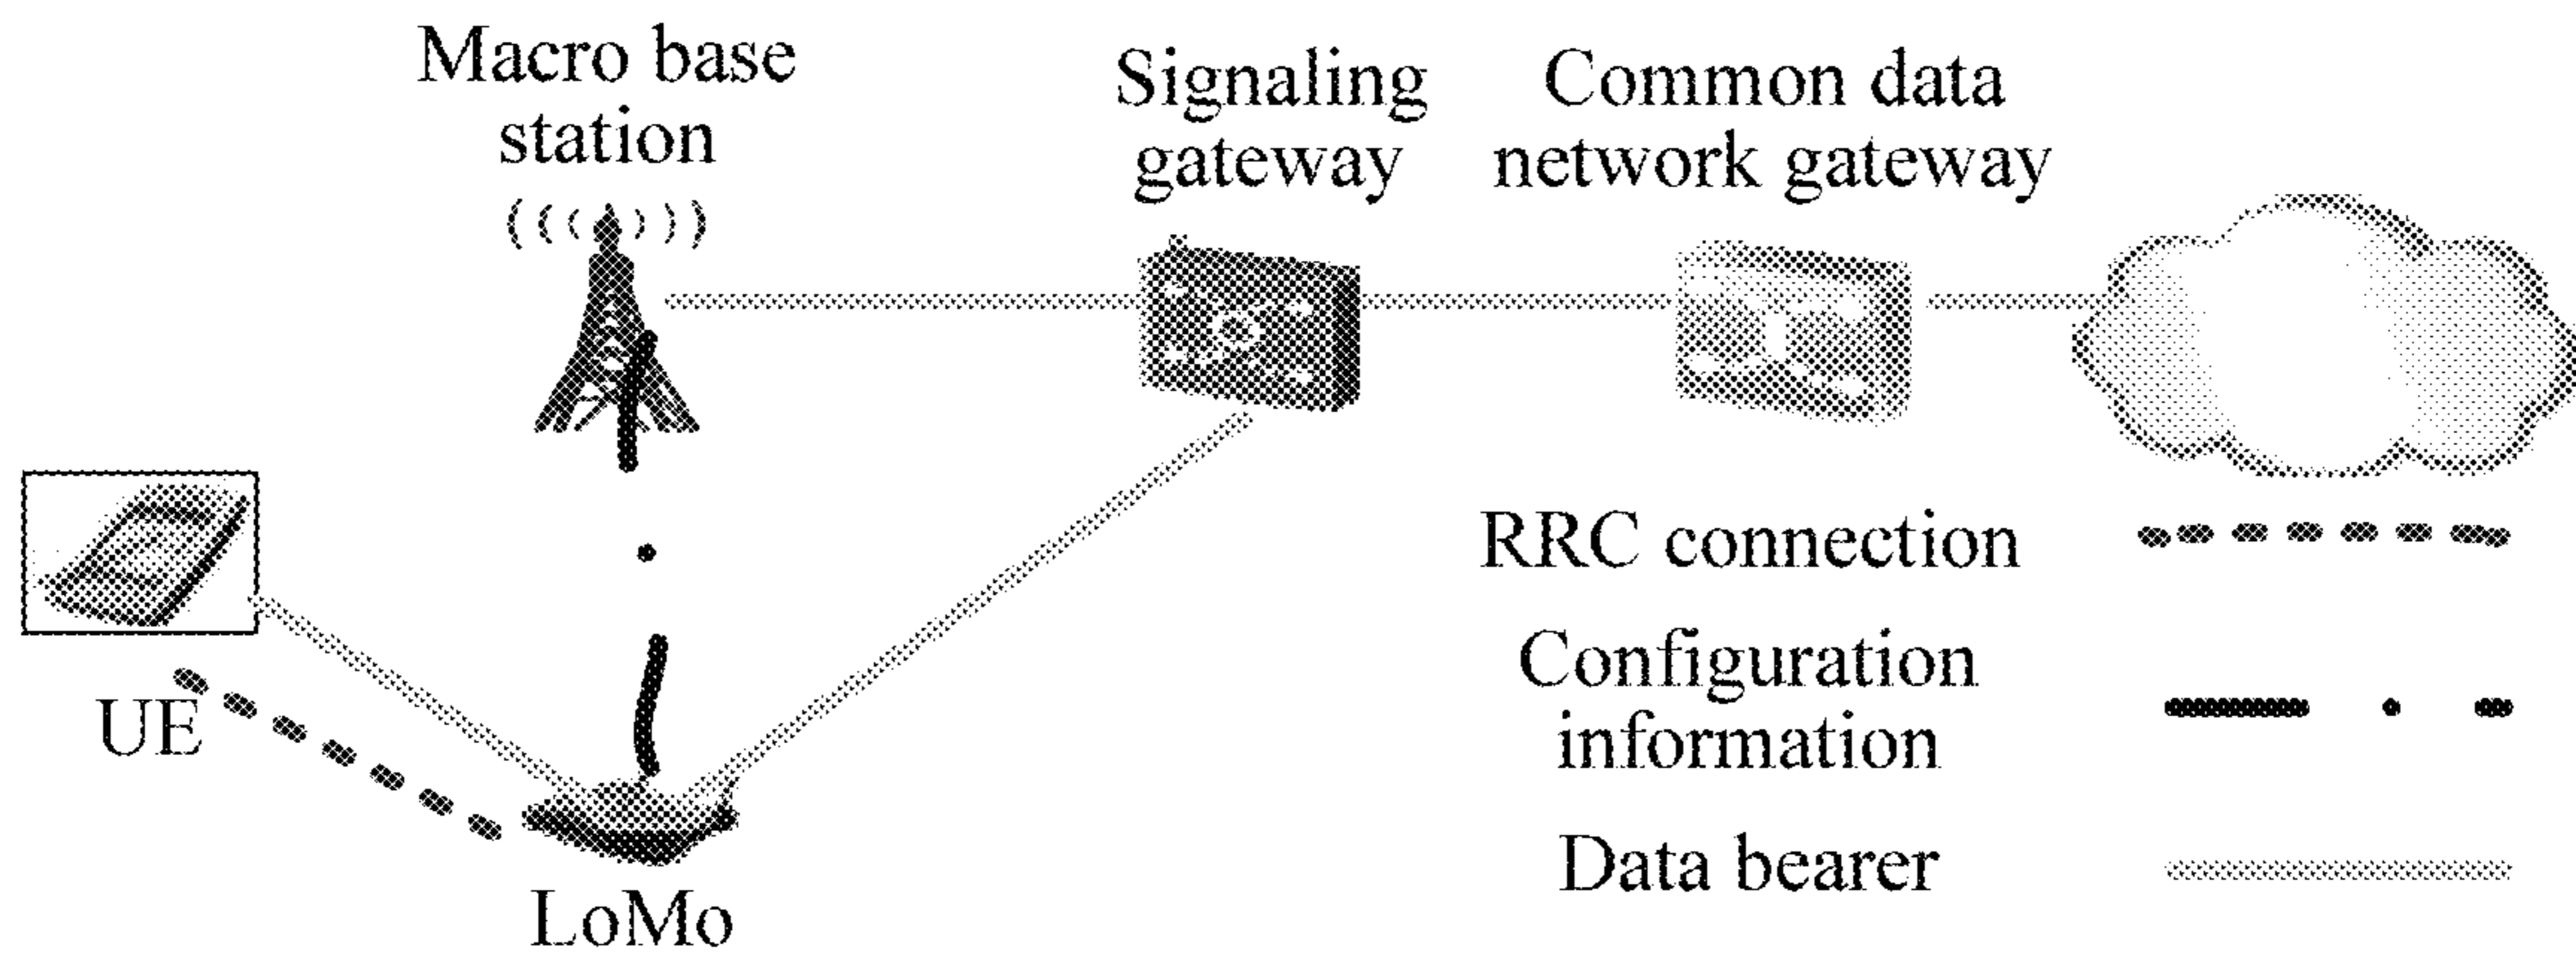 Macro base
station
Signaling
gateway
Common data
network gateway
UE
LoMo
RRC connection
Configuration
information
Data bearer